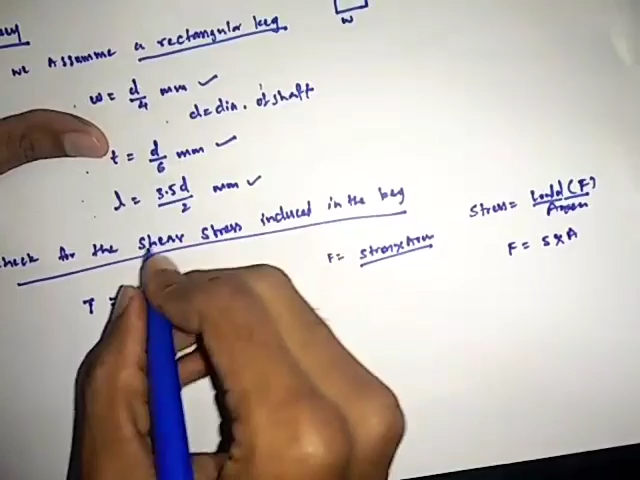 w
we Assume a rectangular key
w = d/4 mm ✓
d = dia. of shaft
t = d/6 mm ✓
l = 3.5d/2 mm ✓
check for the shear stress induced in the key
T
F = stress×Area
Stress = Load (F)/Area
F = S×A